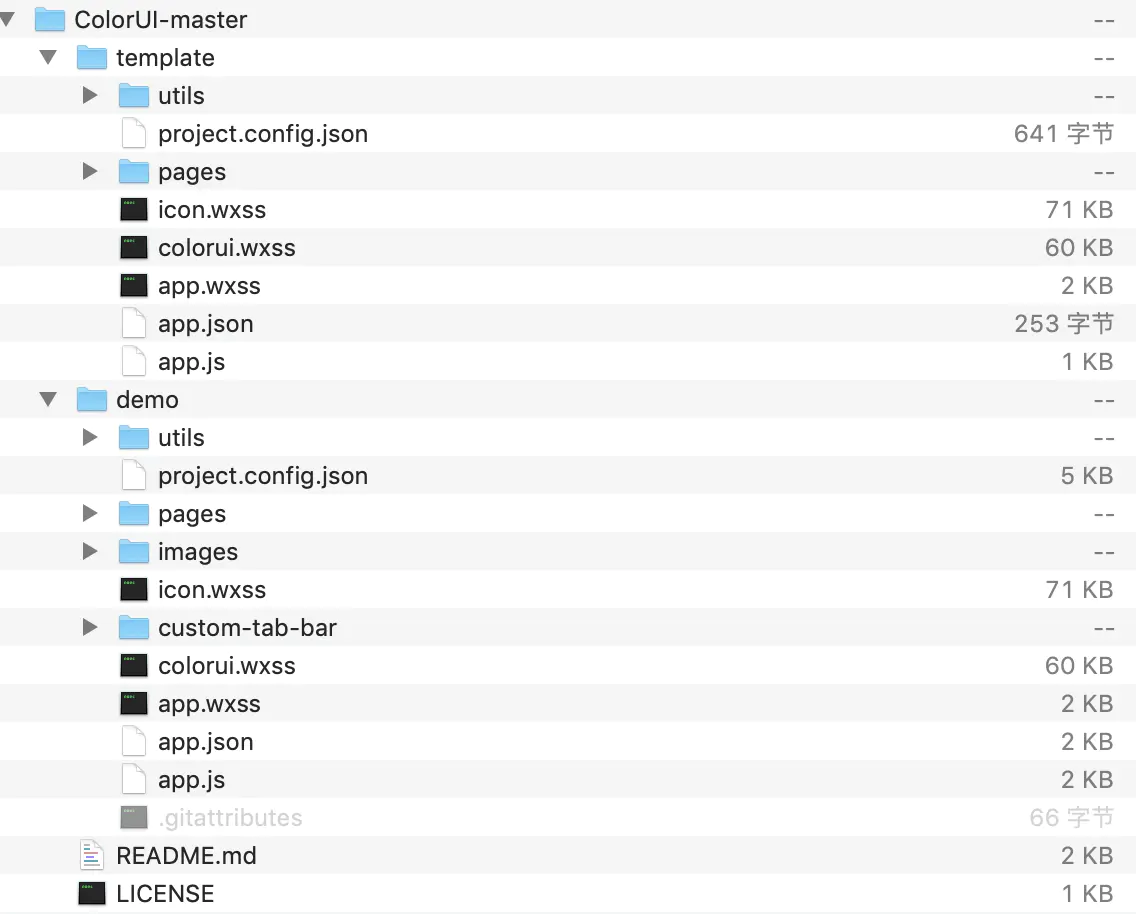 ColorUI-master --
template --
utils --
project.config.json 641 字节
pages --
icon.wxss 71 KB
colorui.wxss 60 KB
app.wxss 2 KB
app.json 253 字节
app.js 1 KB
demo --
utils --
project.config.json 5 KB
pages --
images --
icon.wxss 71 KB
custom-tab-bar --
colorui.wxss 60 KB
app.wxss 2 KB
app.json 2 KB
app.js 2 KB
.gitattributes 66 字节
README.md 2 KB
LICENSE 1 KB